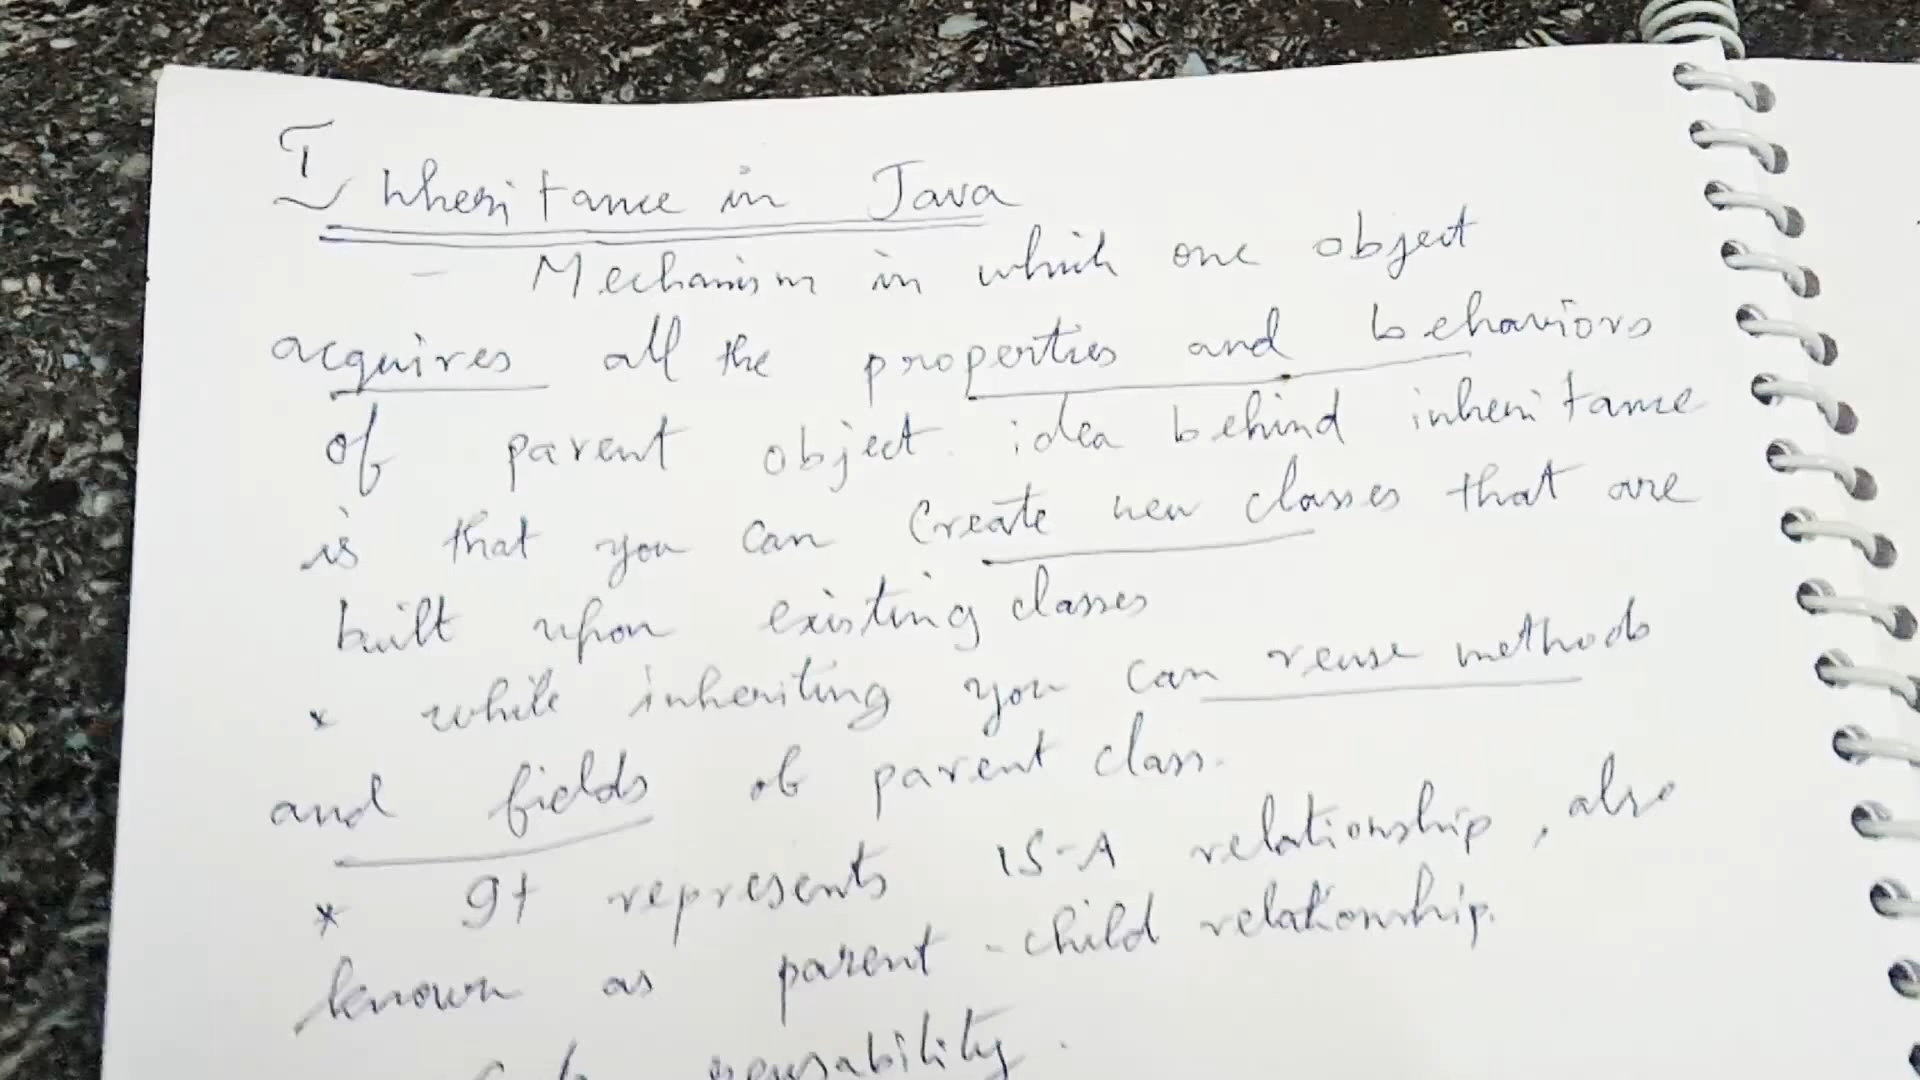 Inheritance in Java
- Mechanism in which one object
acquires all the properties and behaviors
of parent object. idea behind inheritance
is that you can Create new classes that are
built upon existing classes
* while inheriting you can reuse methods
and fields of parent class.
* It represents IS-A relationship, also
known as parent-child relationship.
reusability.